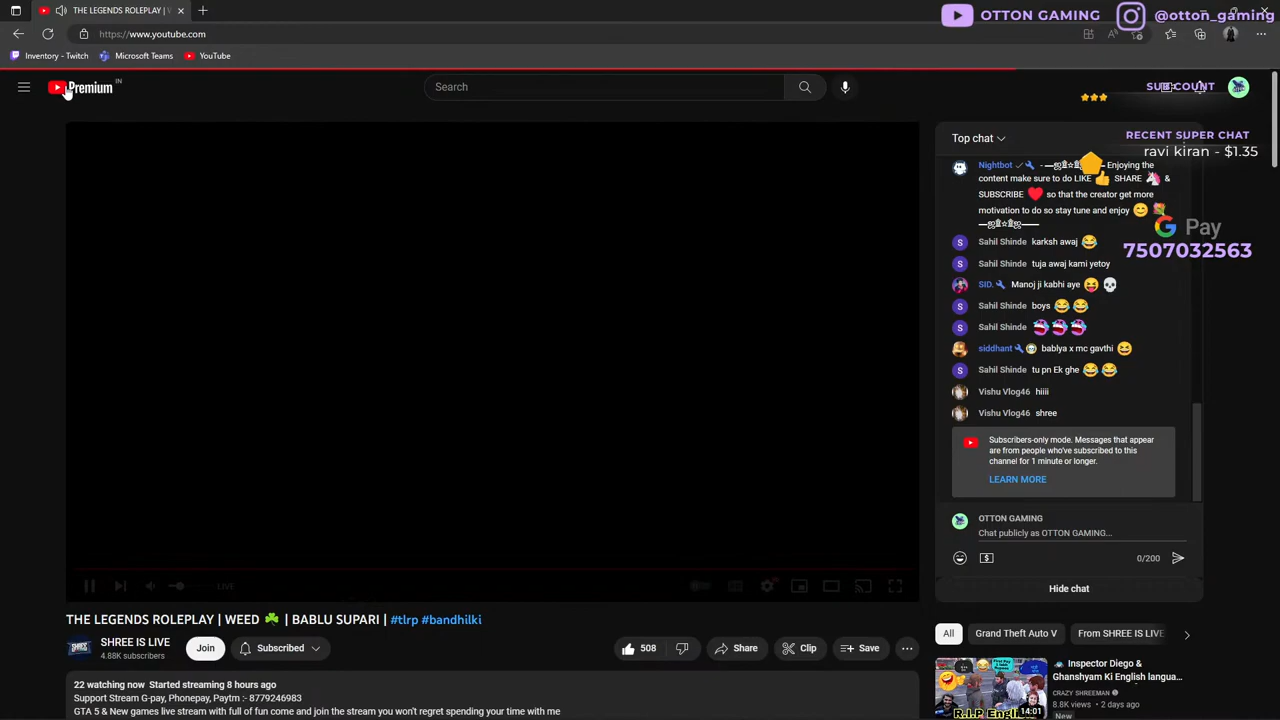 THE LEGENDS ROLEPLAY |
OTTON GAMING
@otton_gaming
https://www.youtube.com
Inventory - Twitch
Microsoft Teams
YouTube
Premium
IN
Search
SUB COUNT
Top chat
RECENT SUPER CHAT
ravi kiran - $1.35
Nightbot
Enjoying the
content make sure to do LIKE 👍 SHARE 🦄 &
SUBSCRIBE ❤️ so that the creator get more
motivation to do so stay tune and enjoy 😊 💐
G Pay
7507032563
Sahil Shinde karksh awaj 😂
Sahil Shinde tuja awaj kami yetoy
SID. Manoj ji kabhi aye 😝 💀
Sahil Shinde boys 😂 😂
Sahil Shinde
siddhant bablya x mc gavthi 😆
Sahil Shinde tu pn Ek ghe 😂 😂
Vishu Vlog46 hiiii
Vishu Vlog46 shree
Subscribers-only mode. Messages that appear
are from people who've subscribed to this
channel for 1 minute or longer.
LEARN MORE
OTTON GAMING
Chat publicly as OTTON GAMING...
0/200
Hide chat
LIVE
THE LEGENDS ROLEPLAY | WEED ☘️ | BABLU SUPARI | #tlrp #bandhilki
SHREE IS LIVE
4.88K subscribers
Join
Subscribed
508
Share
Clip
Save
All
Grand Theft Auto V
From SHREE IS LIVE
22 watching now Started streaming 8 hours ago
Support Stream G-pay, Phonepay, Paytm :- 8779246983
GTA 5 & New games live stream with full of fun come and join the stream you won't regret spending your time with me
Inspector Diego &
Ghanshyam Ki English langua...
CRAZY SHREEMAN
8.8K views • 2 days ago
New
14:01
R.I.P English